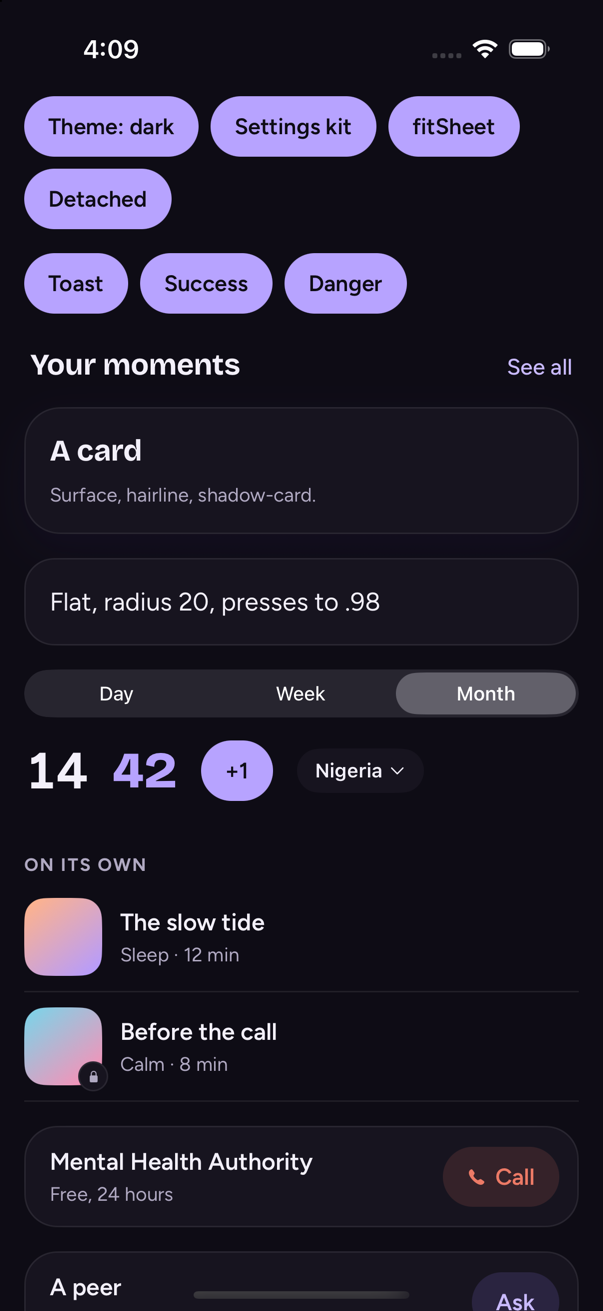 4:09
Theme: dark Settings kit fitSheet
Detached
Toast Success Danger
Your moments See all
A card
Surface, hairline, shadow-card.
Flat, radius 20, presses to .98
Day Week Month
14 42 +1 Nigeria
ON ITS OWN
The slow tide
Sleep · 12 min
Before the call
Calm · 8 min
Mental Health Authority
Free, 24 hours
Call
A peer
Ask